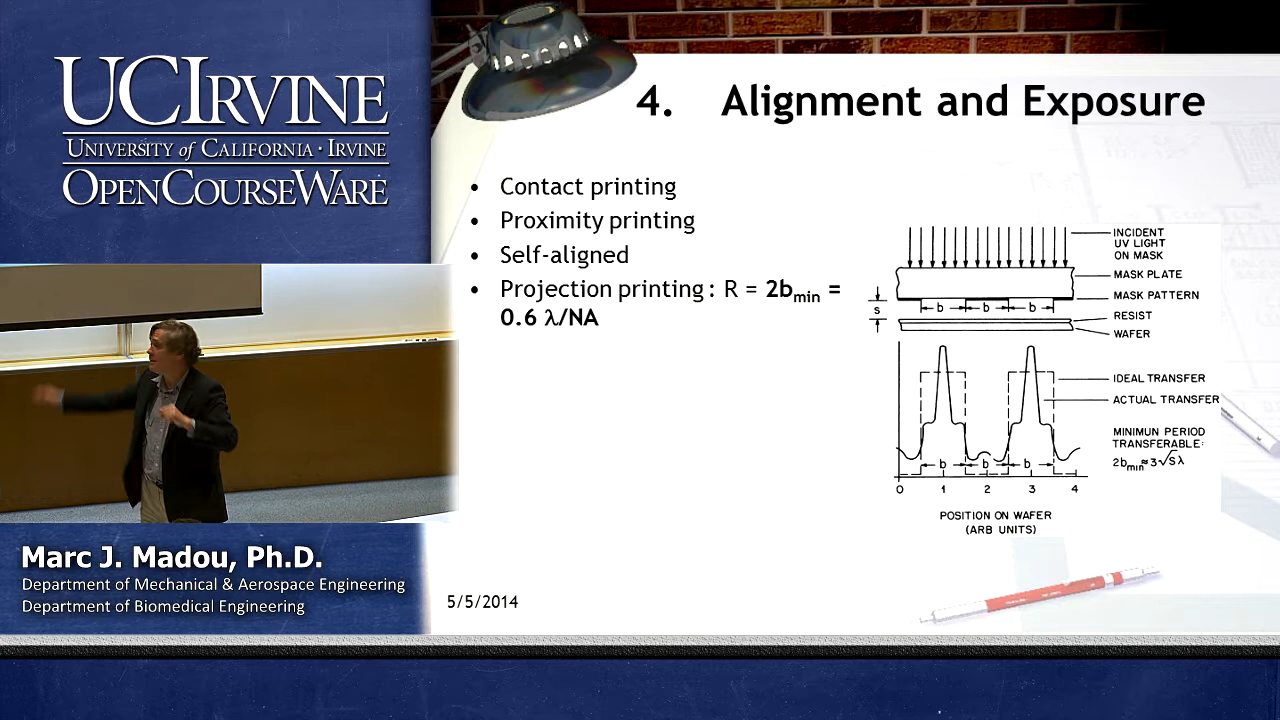 UCIRVINE
UNIVERSITY of CALIFORNIA · IRVINE
OPENCOURSEWARE
4. Alignment and Exposure
• Contact printing
• Proximity printing
• Self-aligned
• Projection printing : R = 2bmin =
0.6 λ/NA
INCIDENT
UV LIGHT
ON MASK
MASK PLATE
MASK PATTERN
RESIST
WAFER
s
b b b
IDEAL TRANSFER
ACTUAL TRANSFER
MINIMUN PERIOD
TRANSFERABLE:
2bmin≈3√sλ
b b b
0 1 2 3 4
POSITION ON WAFER
(ARB UNITS)
Marc J. Madou, Ph.D.
Department of Mechanical & Aerospace Engineering
Department of Biomedical Engineering
5/5/2014